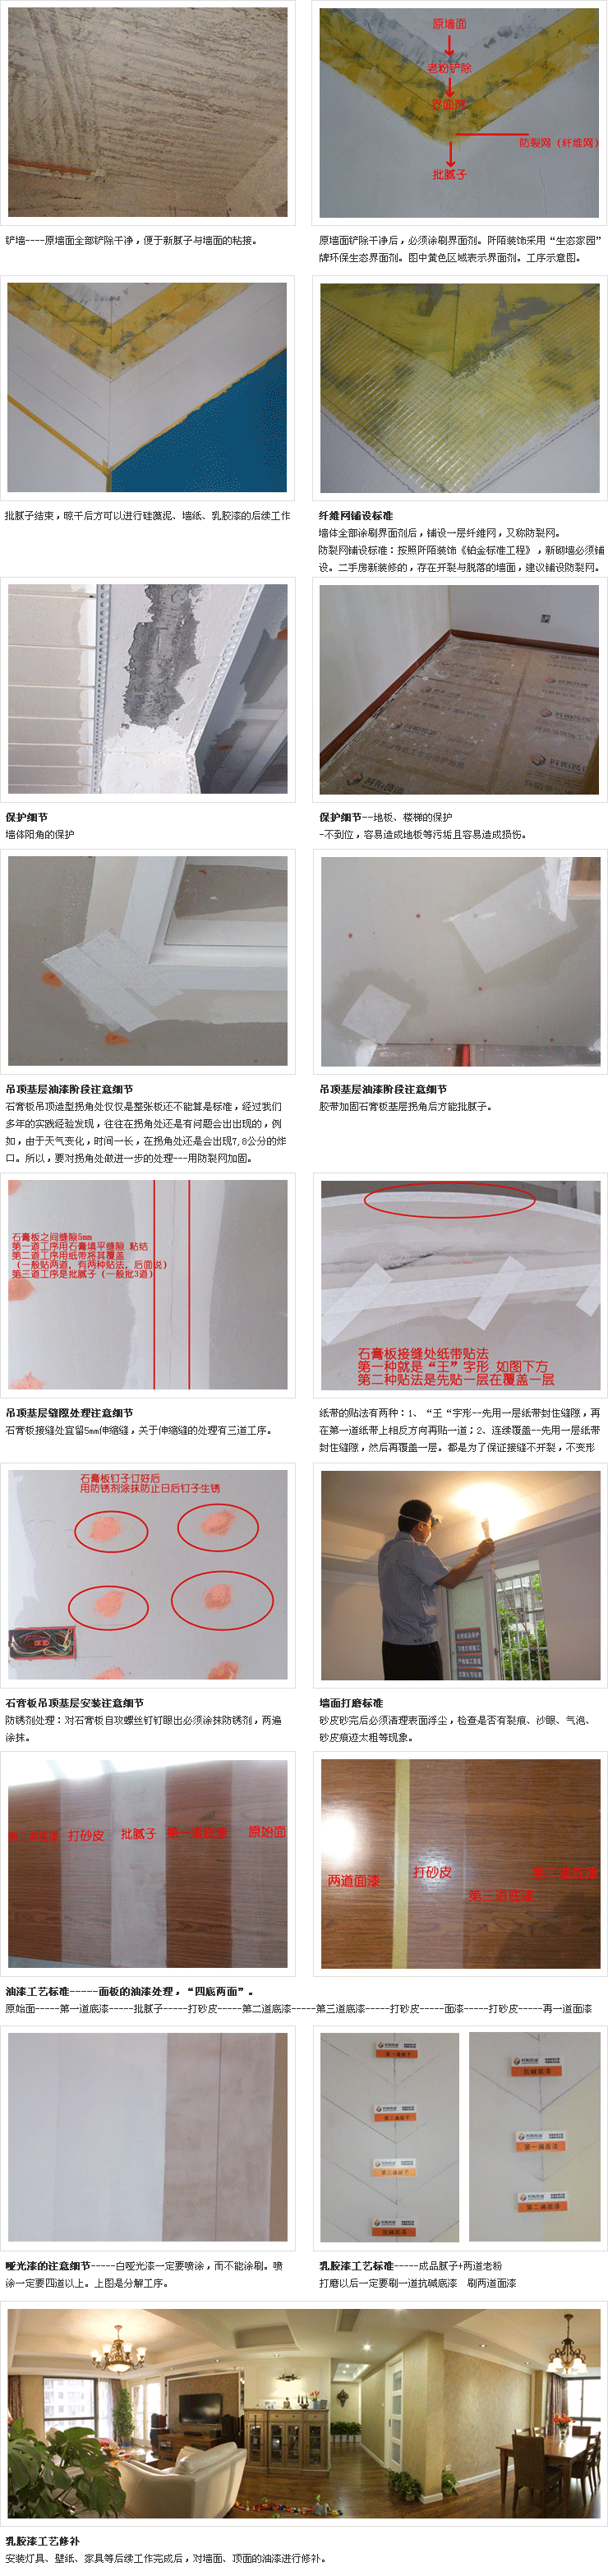 原墙面
老粉铲除
界面剂
防裂网（纤维网）
批腻子
铲墙----原墙面全部铲除干净，便于新腻子与墙面的粘接。
原墙面铲除干净后，必须涂刷界面剂。阡陌装饰采用“生态家园”
牌环保生态界面剂。图中黄色区域表示界面剂。工序示意图。
批腻子结束，晾干后方可以进行硅藻泥、墙纸、乳胶漆的后续工作
纤维网铺设标准
墙体全部涂刷界面剂后，铺设一层纤维网，又称防裂网。
防裂网铺设标准：按照阡陌装饰《铂金标准工程》，新砌墙必须铺
设。二手房新装修的，存在开裂与脱落的墙面，建议铺设防裂网。
保护细节
墙体阳角的保护
保护细节--地板、楼梯的保护
-不到位，容易造成地板等污垢且容易造成损伤。
吊顶基层油漆阶段注意细节
石膏板吊顶造型拐角处仅仅是整张板还不能算是标准，经过我们
多年的实践经验发现，往往在拐角处还是有问题会出出现的，例
如，由于天气变化，时间一长，在拐角处还是会出现7,8公分的炸
口。所以，要对拐角处做进一步的处理---用防裂网加固。
吊顶基层油漆阶段注意细节
胶带加固石膏板基层拐角后方能批腻子。
石膏板之间缝隙5mm
第一道工序用石膏填平缝隙 粘结
第二道工序用纸带将其覆盖
（一般贴两道，有两种贴法，后面说）
第三道工序是批腻子（一般批3道）
石膏板接缝处纸带贴法
第一种就是“王”字形 如图下方
第二种贴法是先贴一层在覆盖一层
吊顶基层缝隙处理注意细节
石膏板接缝处宜留5mm伸缩缝，关于伸缩缝的处理有三道工序。
纸带的贴法有两种：1、“王“字形--先用一层纸带封住缝隙，再
在第一道纸带上相反方向再贴一道；2、连续覆盖--先用一层纸带
封住缝隙，然后再覆盖一层。都是为了保证接缝不开裂，不变形
石膏板钉子订好后
用防锈剂涂抹防止日后钉子生锈
石膏板吊顶基层安装注意细节
防锈剂处理：对石膏板自攻螺丝钉钉眼出必须涂抹防锈剂，两遍
涂抹。
墙面打磨标准
砂皮砂完后必须清理表面浮尘，检查是否有裂痕、沙眼、气泡、
砂皮痕迹太粗等现象。
第二道底漆
打砂皮
批腻子
第一道底漆
原始面
两道面漆
打砂皮
第三道底漆
第二道底漆
油漆工艺标准-----面板的油漆处理，“四底两面”。
原始面-----第一道底漆-----批腻子-----打砂皮-----第二道底漆-----第三道底漆-----打砂皮-----面漆-----打砂皮-----再一道面漆
第一遍腻子
第二遍腻子
第三遍腻子
抗碱底漆
抗碱底漆
第一遍面漆
第二遍面漆
哑光漆的注意细节-----白哑光漆一定要喷涂，而不能涂刷。喷
涂一定要四道以上。上图是分解工序。
乳胶漆工艺标准-----成品腻子+两道老粉
打磨以后一定要刷一道抗碱底漆 刷两道面漆
乳胶漆工艺修补
安装灯具、壁纸、家具等后续工作完成后，对墙面、顶面的油漆进行修补。